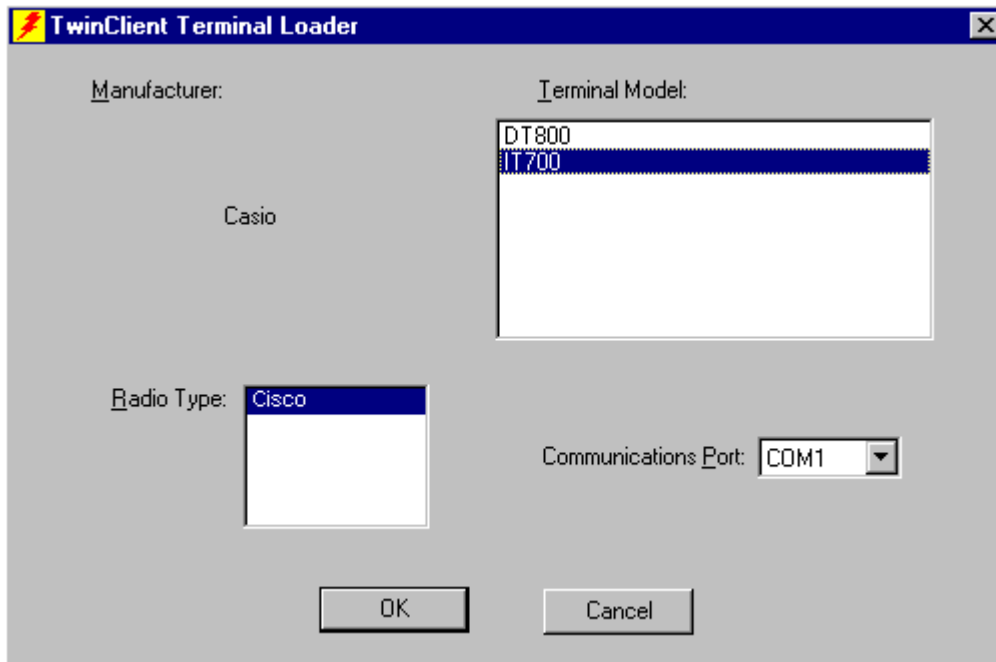 TwinClient Terminal Loader
Manufacturer:
Terminal Model:
DT800
IT700
Casio
Radio Type:
Cisco
Communications Port:
COM1
OK
Cancel